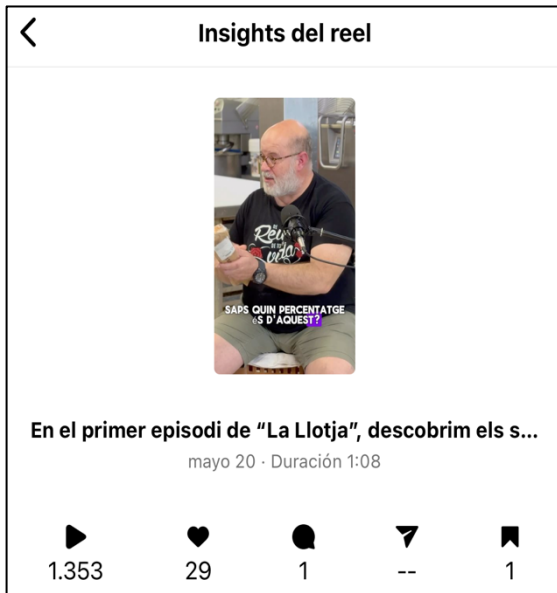 Insights del reel
SAPS QUIN PERCENTATGE
éS D'AQUEST?
En el primer episodi de “La Llotja”, descobrim els s...
mayo 20 · Duración 1:08
1.353 29 1 -- 1